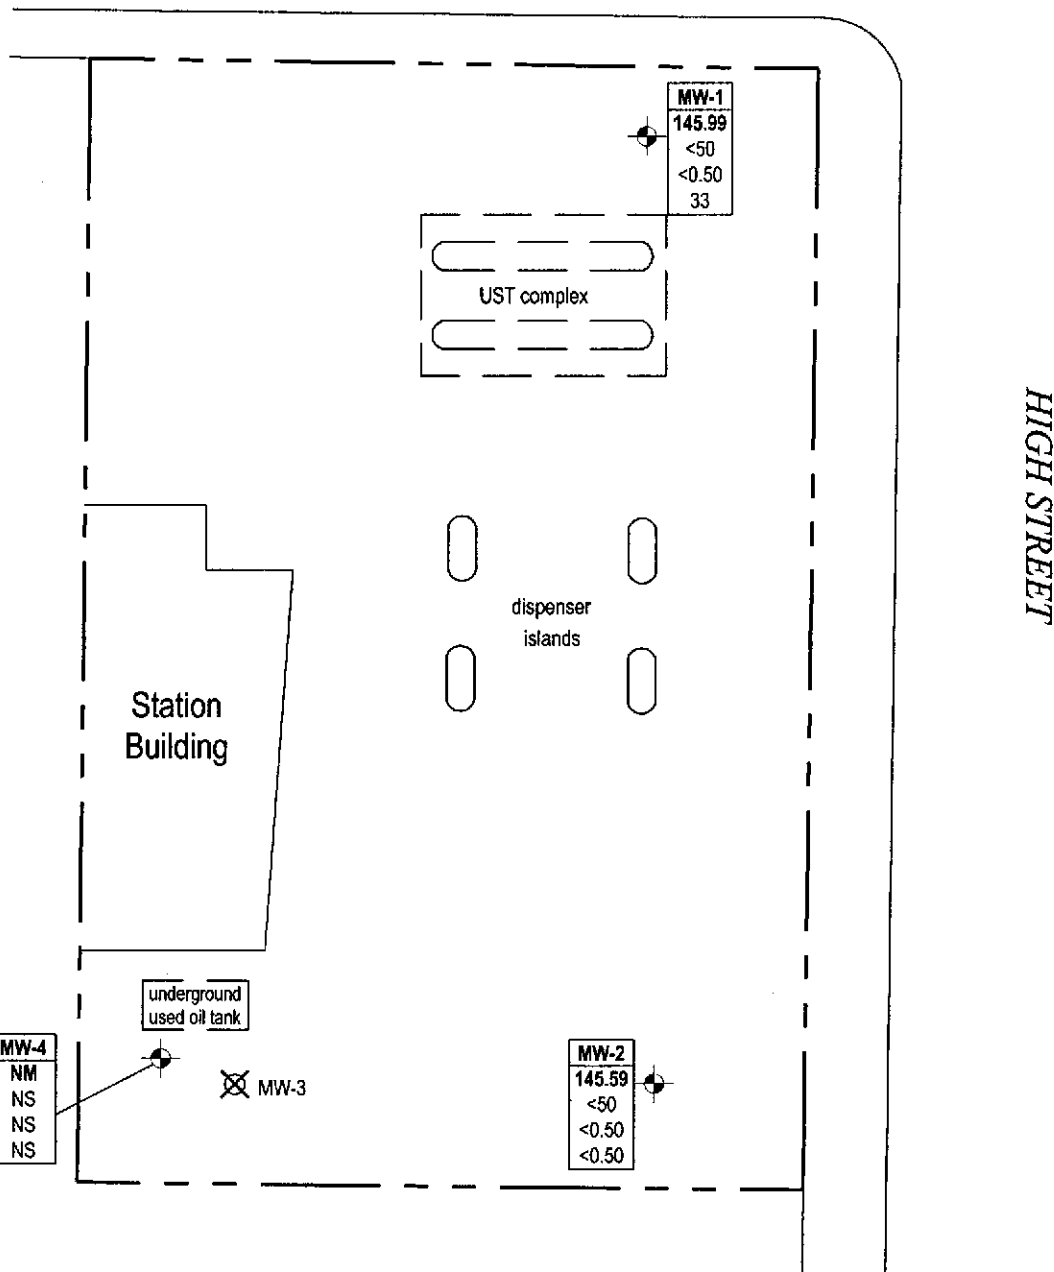 MW-1
145.99
<50
<0.50
33
UST complex
HIGH STREET
dispenser
islands
Station
Building
underground
used oil tank
MW-4
NM
NS
NS
NS
MW-3
MW-2
145.59
<50
<0.50
<0.50